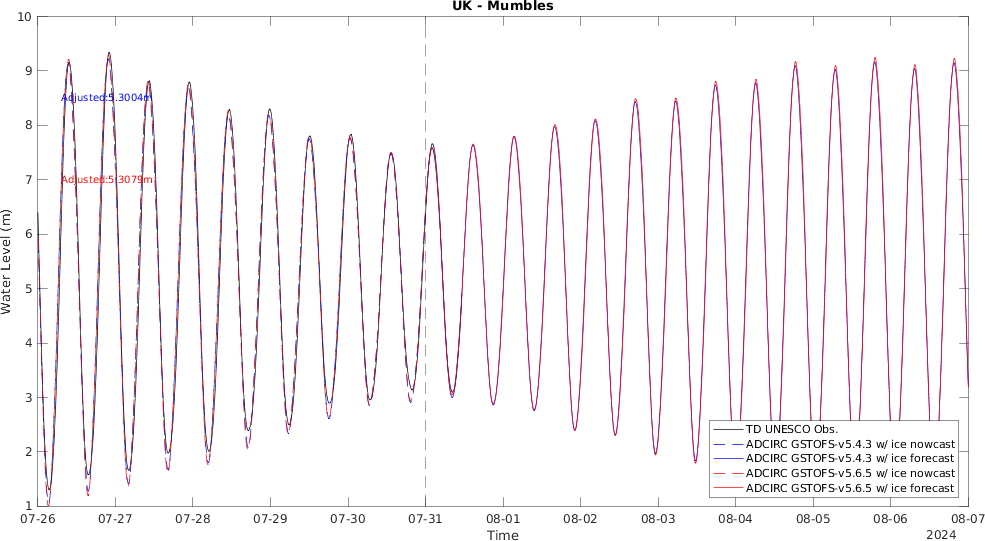 UK - Mumbles
10
9
8
7
6
5
4
3
2
1
Water Level (m)
Adjusted:5.3004m
Adjusted:5.3079m
07-26 07-27 07-28 07-29 07-30 07-31 08-01 08-02 08-03 08-04 08-05 08-06 08-07
Time
2024
TD UNESCO Obs.
ADCIRC GSTOFS-v5.4.3 w/ ice nowcast
ADCIRC GSTOFS-v5.4.3 w/ ice forecast
ADCIRC GSTOFS-v5.6.5 w/ ice nowcast
ADCIRC GSTOFS-v5.6.5 w/ ice forecast